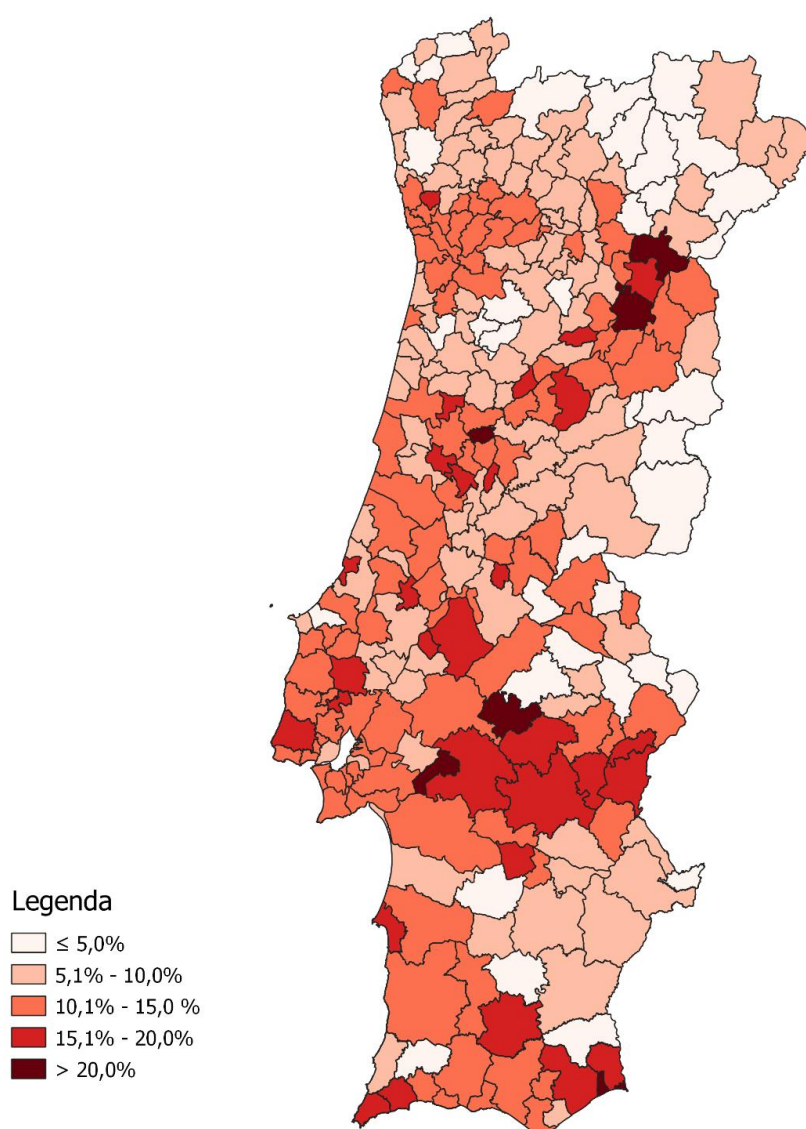 Legenda
≤ 5,0%
5,1% - 10,0%
10,1% - 15,0 %
15,1% - 20,0%
> 20,0%